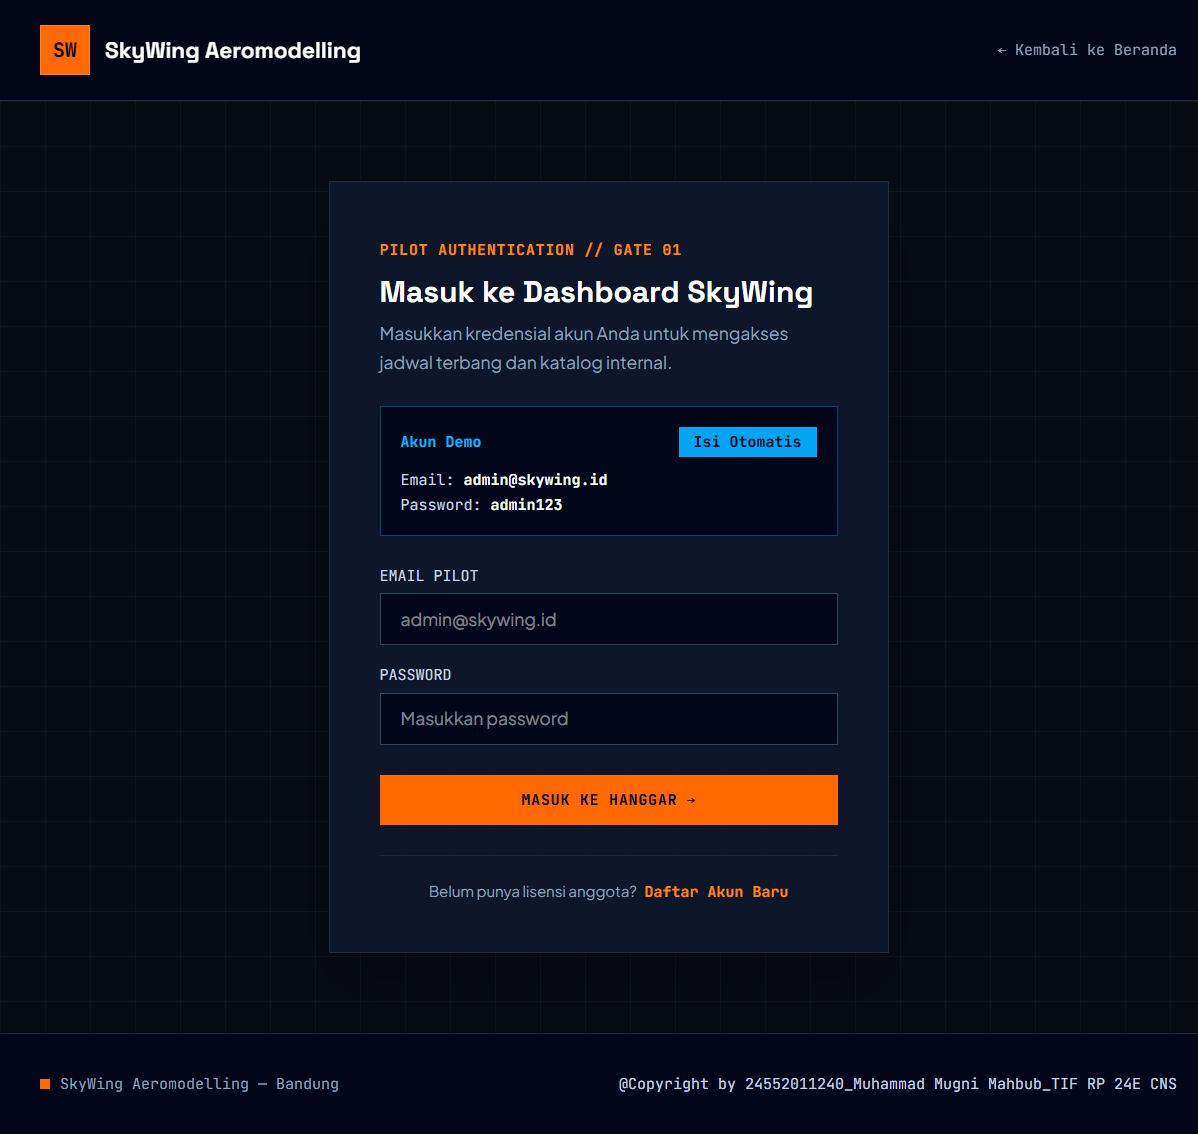 SW
SkyWing Aeromodelling
← Kembali ke Beranda
PILOT AUTHENTICATION // GATE 01
Masuk ke Dashboard SkyWing
Masukkan kredensial akun Anda untuk mengakses
jadwal terbang dan katalog internal.
Akun Demo
Isi Otomatis
Email: admin@skywing.id
Password: admin123
EMAIL PILOT
admin@skywing.id
PASSWORD
Masukkan password
MASUK KE HANGGAR →
Belum punya lisensi anggota? Daftar Akun Baru
SkyWing Aeromodelling — Bandung
@Copyright by 24552011240_Muhammad Mugni Mahbub_TIF RP 24E CNS